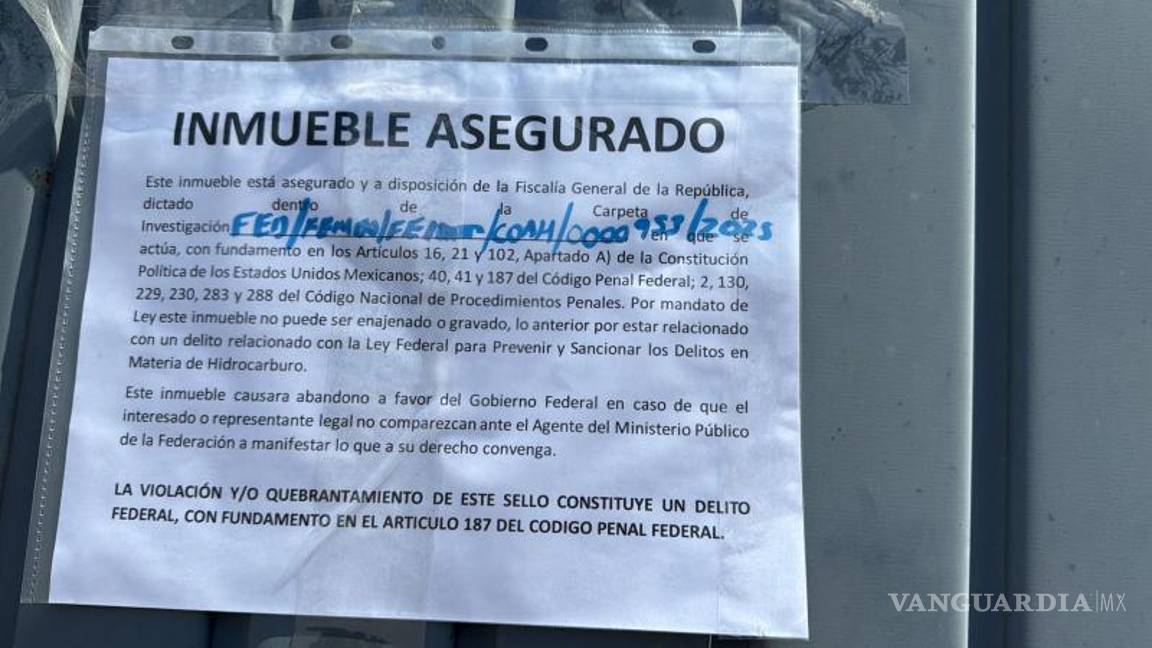 INMUEBLE ASEGURADO
Este inmueble está asegurado y a disposición de la Fiscalía General de la República,
dictado dentro de la Carpeta de
Investigación FED/ /COAH/0000953/2025 en que se
actúa, con fundamento en los Artículos 16, 21 y 102, Apartado A) de la Constitución
Política de los Estados Unidos Mexicanos; 40, 41 y 187 del Código Penal Federal; 2, 130,
229, 230, 283 y 288 del Código Nacional de Procedimientos Penales. Por mandato de
Ley este inmueble no puede ser enajenado o gravado, lo anterior por estar relacionado
con un delito relacionado con la Ley Federal para Prevenir y Sancionar los Delitos en
Materia de Hidrocarburo.
Este inmueble causara abandono a favor del Gobierno Federal en caso de que el
interesado o representante legal no comparezcan ante el Agente del Ministerio Público
de la Federación a manifestar lo que a su derecho convenga.
LA VIOLACIÓN Y/O QUEBRANTAMIENTO DE ESTE SELLO CONSTITUYE UN DELITO
FEDERAL, CON FUNDAMENTO EN EL ARTICULO 187 DEL CODIGO PENAL FEDERAL.
VANGUARDIA|MX